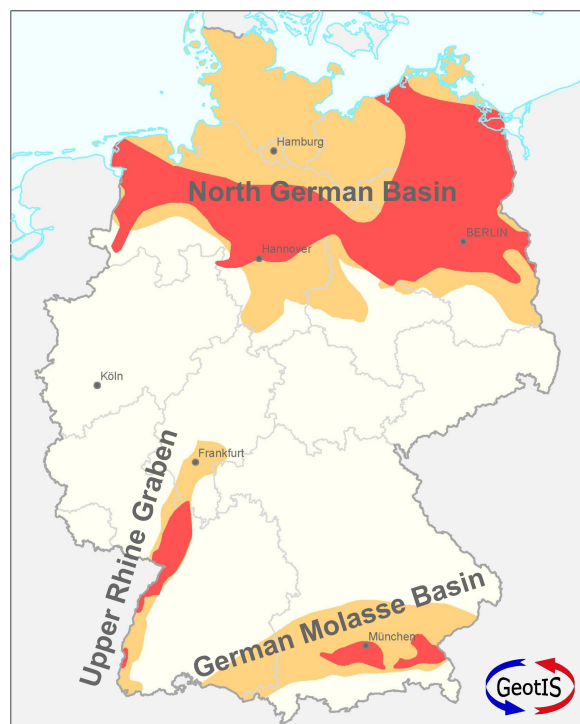 Hamburg
North German Basin
BERLIN
Hannover
Köln
Frankfurt
Upper Rhine Graben
German Molasse Basin
München
GeotIS